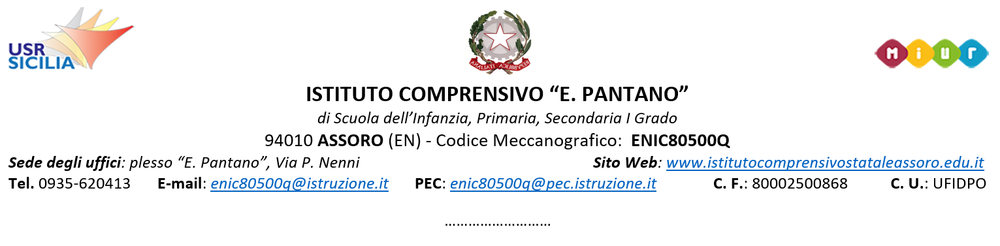 USR
SICILIA
REPVBBLICA ITALIANA
MiUr
ISTITUTO COMPRENSIVO “E. PANTANO”
di Scuola dell’Infanzia, Primaria, Secondaria I Grado
94010 ASSORO (EN) - Codice Meccanografico:  ENIC80500Q
Sede degli uffici: plesso “E. Pantano”, Via P. Nenni Sito Web: www.istitutocomprensivostataleassoro.edu.it
Tel. 0935-620413 E-mail: enic80500q@istruzione.it PEC: enic80500q@pec.istruzione.it C. F.: 80002500868 C. U.: UFIDPO
………………………